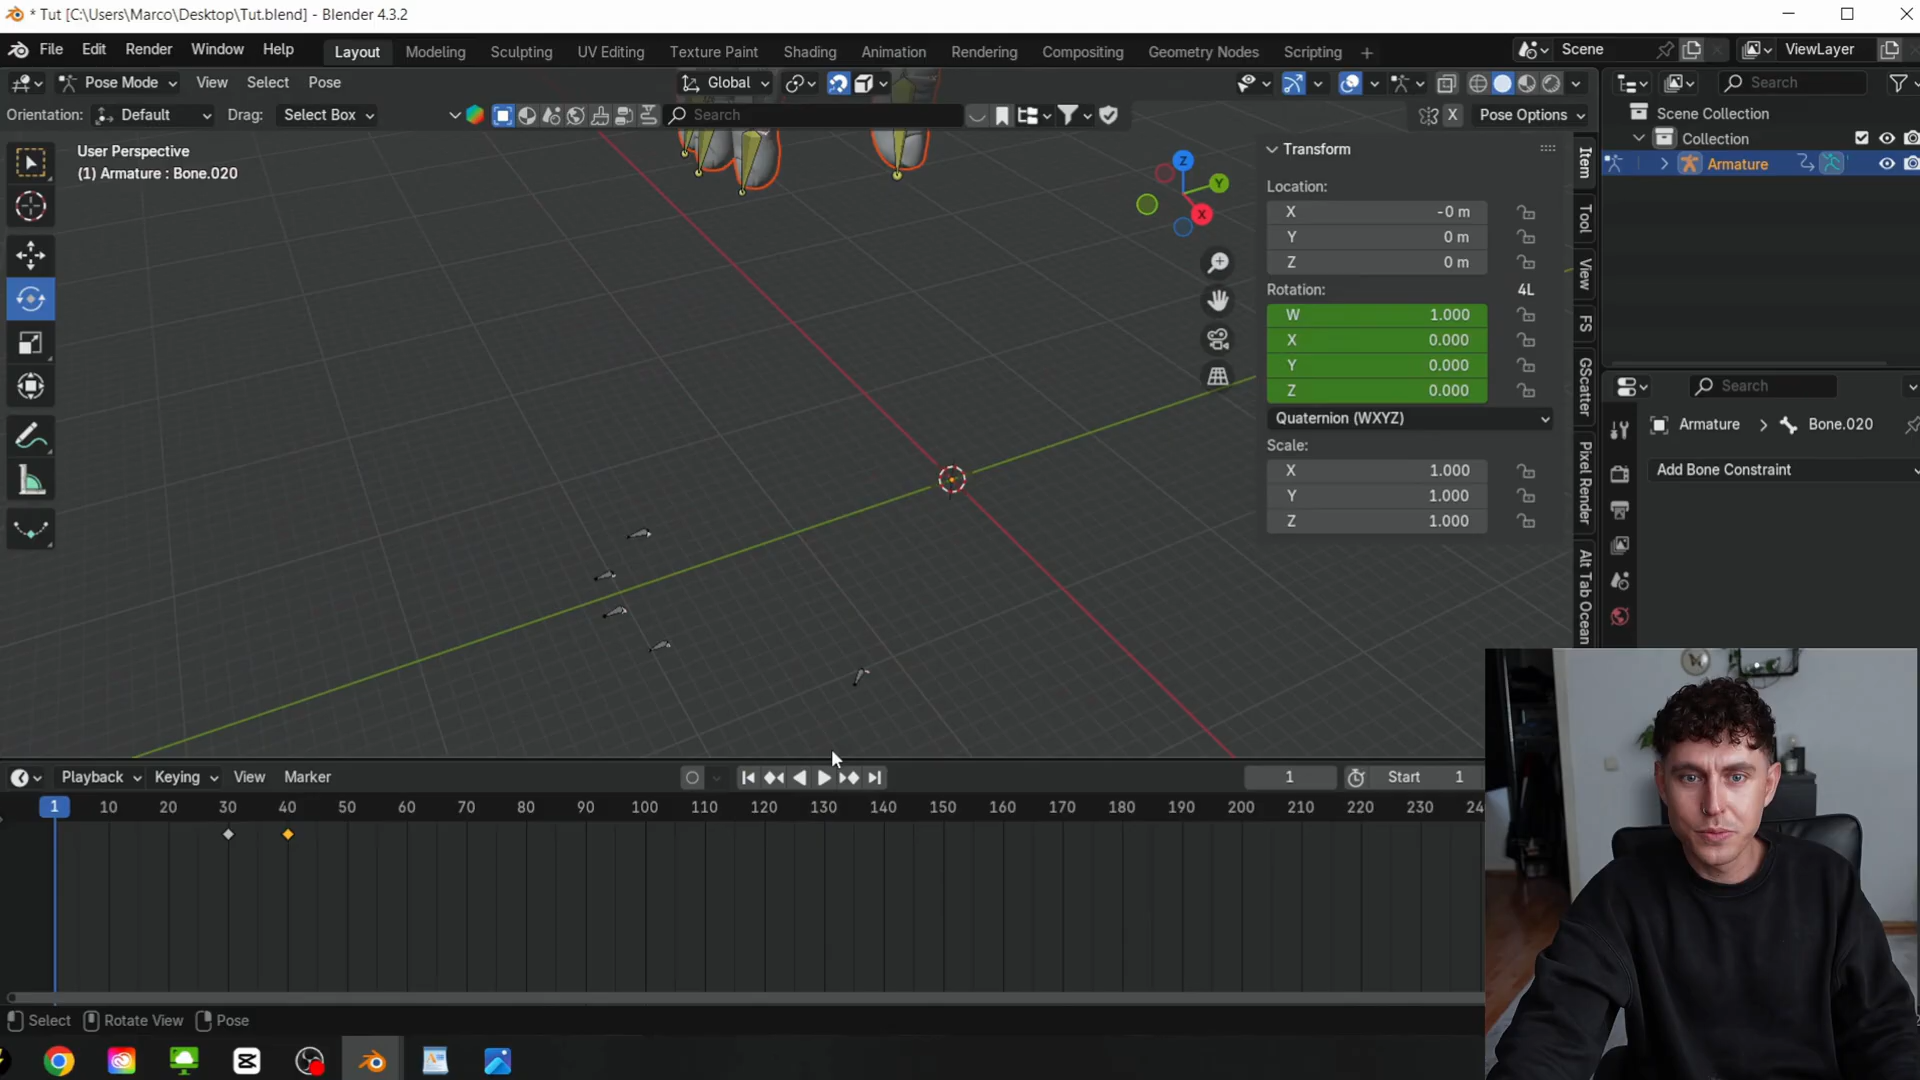 * Tut [C:\Users\Marco\Desktop\Tut.blend] - Blender 4.3.2
File Edit Render Window Help Layout Modeling Sculpting UV Editing Texture Paint Shading Animation Rendering Compositing Geometry Nodes Scripting + Scene ViewLayer
Pose Mode View Select Pose Global Search
Orientation: Default Drag: Select Box Search X Pose Options
Scene Collection
Collection
Armature
User Perspective
(1) Armature : Bone.020
Z
Y
X
Transform
Location:
X -0 m
Y 0 m
Z 0 m
Rotation: 4L
W 1.000
X 0.000
Y 0.000
Z 0.000
Quaternion (WXYZ)
Scale:
X 1.000
Y 1.000
Z 1.000
Item
Tool
View
FS
GScatter
Pixel Render
Alt Tab Ocean
Search
Armature > Bone.020
Add Bone Constraint
Playback Keying View Marker 1 Start 1
1 10 20 30 40 50 60 70 80 90 100 110 120 130 140 150 160 170 180 190 200 210 220 230 24
Select Rotate View Pose